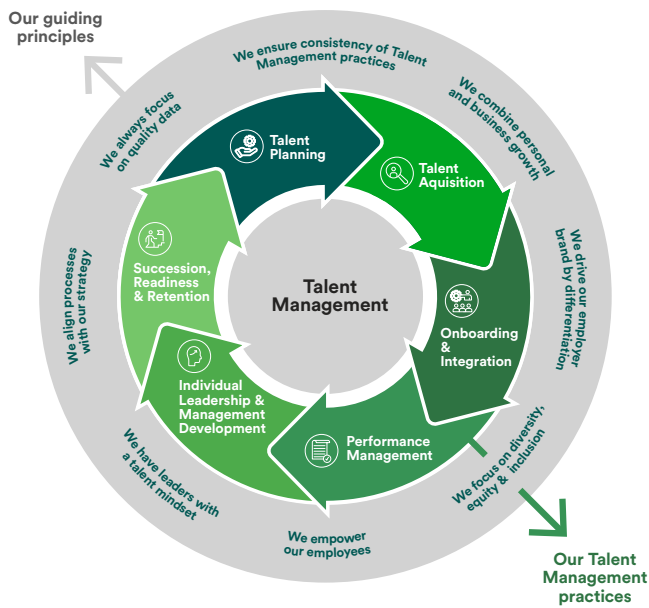 Our guiding
principles
We ensure consistency of Talent
Management practices
We combine personal
and business growth
We drive our employer
brand by differentiation
We focus on diversity,
equity & inclusion
We empower
our employees
We have leaders with
a talent mindset
We align processes
with our strategy
We always focus
on quality data
Talent
Planning
Talent
Aquisition
Onboarding
&
Integration
Performance
Management
Individual
Leadership &
Management
Development
Succession,
Readiness
& Retention
Talent
Management
Our Talent
Management
practices